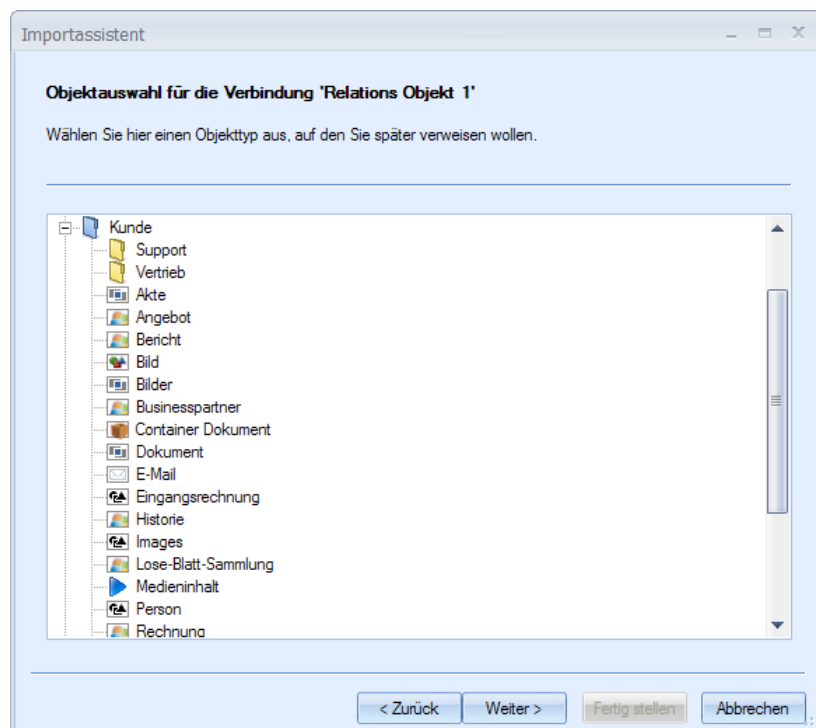 Importassistent
Objektauswahl für die Verbindung 'Relations Objekt 1'
Wählen Sie hier einen Objekttyp aus, auf den Sie später verweisen wollen.
Kunde
Support
Vertrieb
Akte
Angebot
Bericht
Bild
Bilder
Businesspartner
Container Dokument
Dokument
E-Mail
Eingangsrechnung
Historie
Images
Lose-Blatt-Sammlung
Medieninhalt
Person
Rechnung
< Zurück Weiter > Fertig stellen Abbrechen